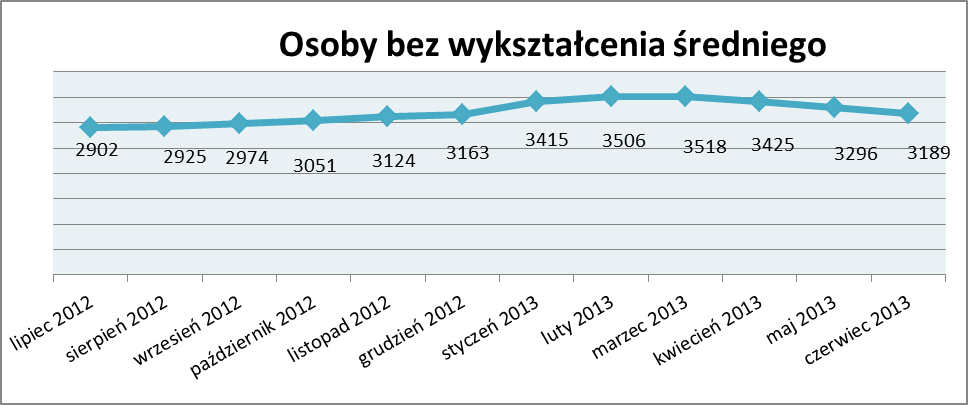 Osoby bez wykształcenia średniego
2902 2925 2974 3051 3124 3163 3415 3506 3518 3425 3296 3189
lipiec 2012 sierpień 2012 wrzesień 2012 październik 2012 listopad 2012 grudzień 2012 styczeń 2013 luty 2013 marzec 2013 kwiecień 2013 maj 2013 czerwiec 2013